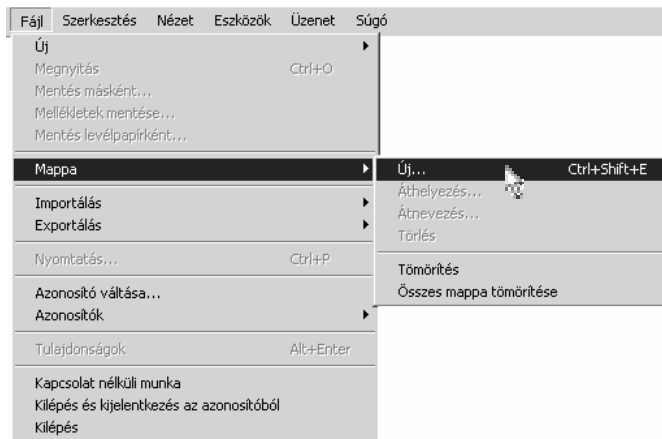 Fájl Szerkesztés Nézet Eszközök Üzenet Súgó
Új
Megnyitás Ctrl+O
Mentés másként...
Mellékletek mentése...
Mentés levélpapírként...
Mappa
Új... Ctrl+Shift+E
Áthelyezés...
Átnevezés...
Törlés
Tömörítés
Összes mappa tömörítése
Importálás
Exportálás
Nyomtatás... Ctrl+P
Azonosító váltása...
Azonosítók
Tulajdonságok Alt+Enter
Kapcsolat nélküli munka
Kilépés és kijelentkezés az azonosítóból
Kilépés